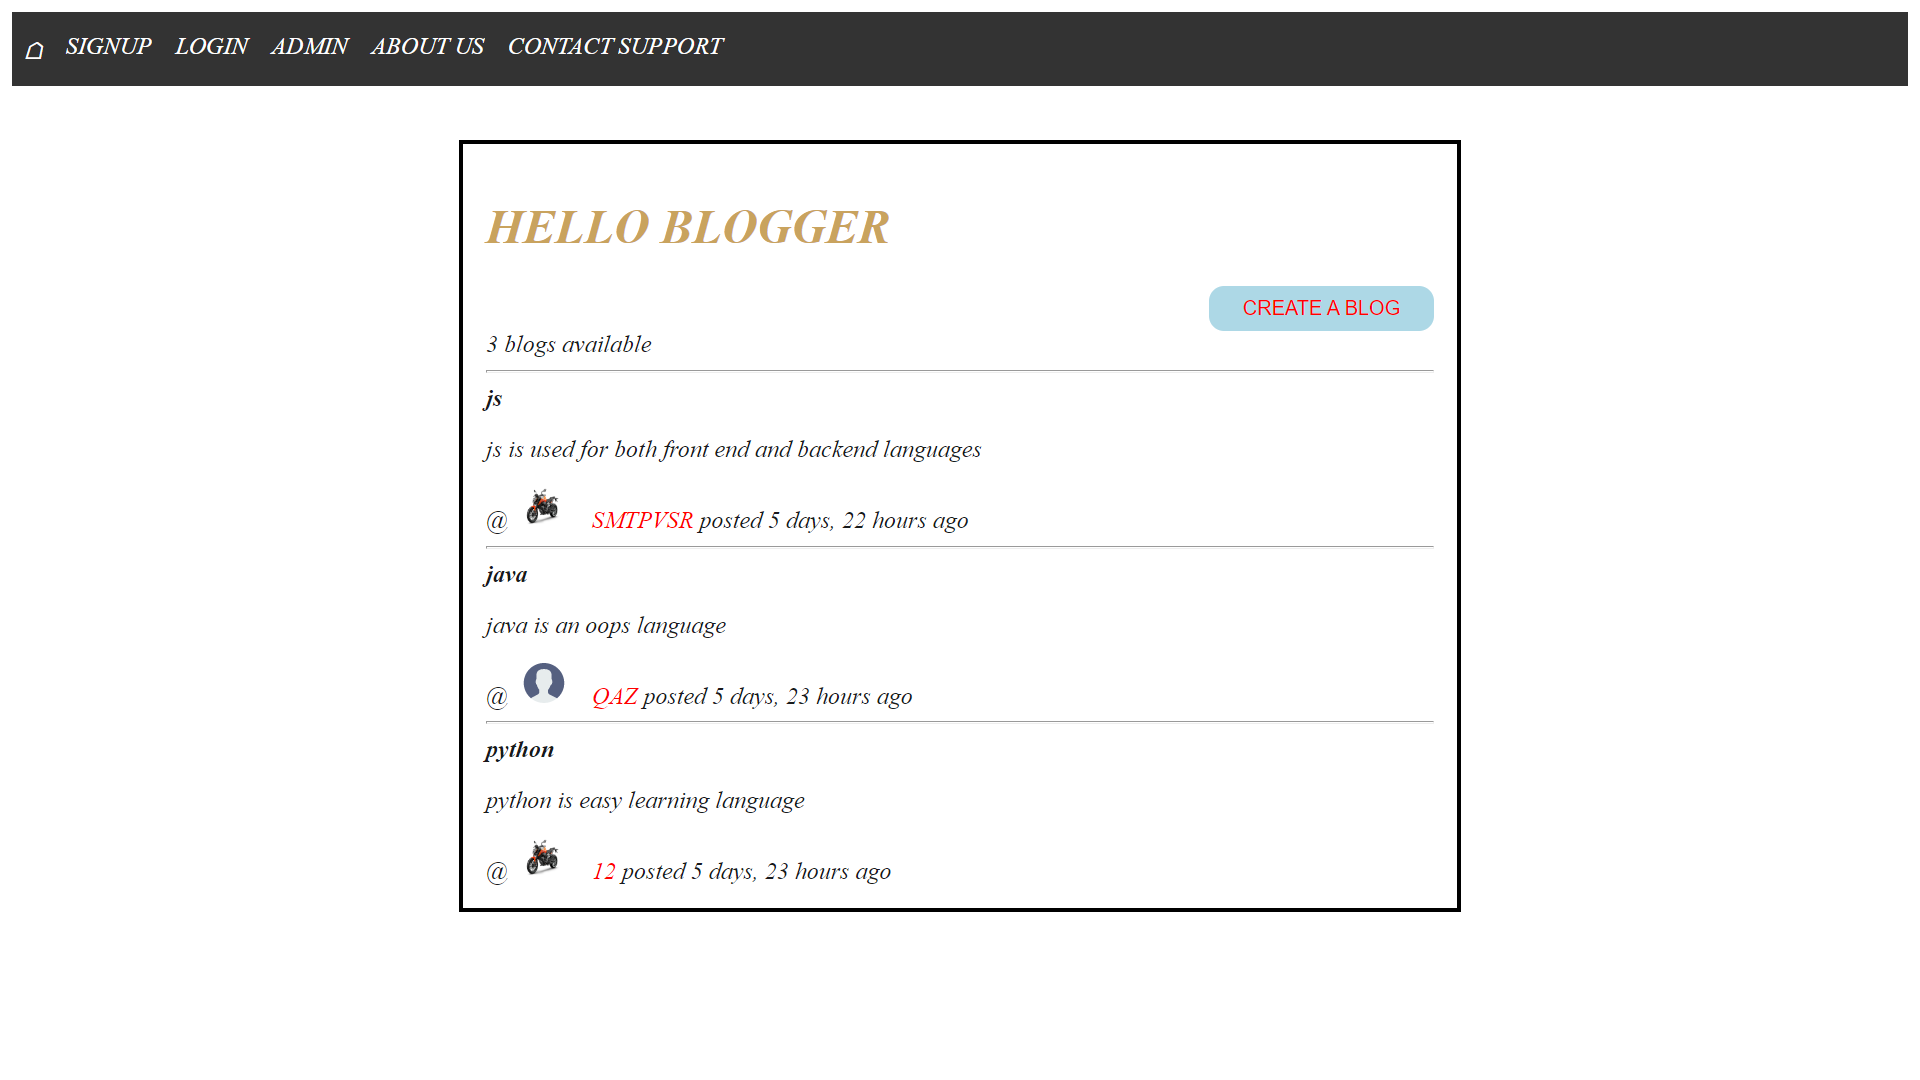 ⌂ SIGNUP LOGIN ADMIN ABOUT US CONTACT SUPPORT
HELLO BLOGGER
CREATE A BLOG
3 blogs available
js
js is used for both front end and backend languages
@ SMTPVSR posted 5 days, 22 hours ago
java
java is an oops language
@ QAZ posted 5 days, 23 hours ago
python
python is easy learning language
@ 12 posted 5 days, 23 hours ago